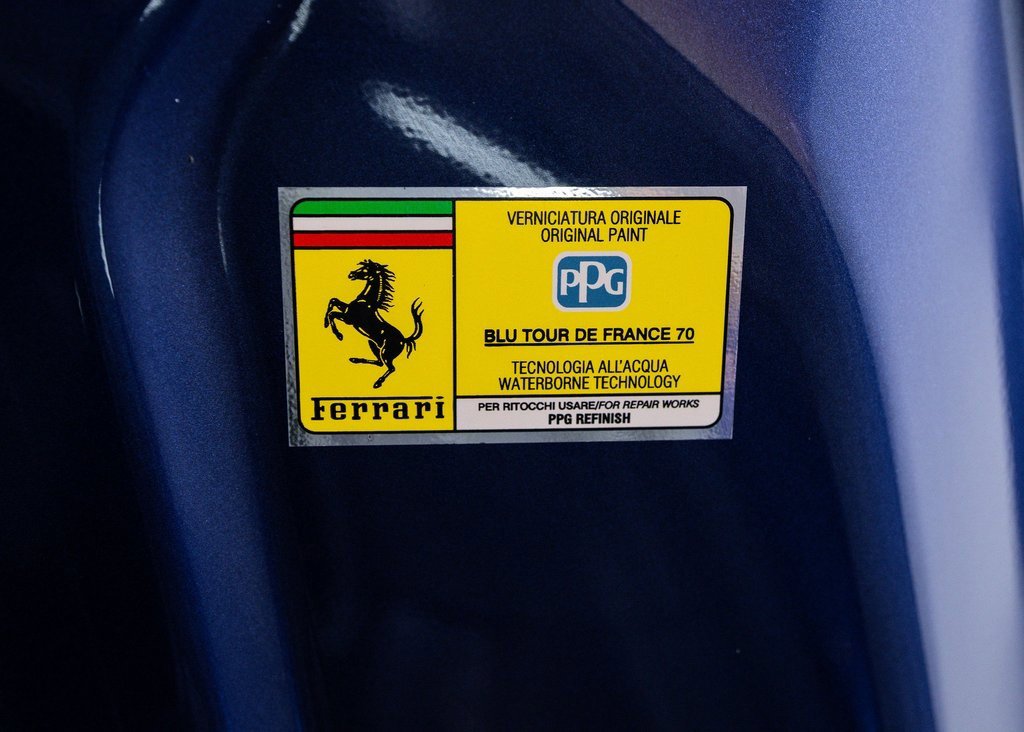 Ferrari
VERNICIATURA ORIGINALE
ORIGINAL PAINT
PPG
BLU TOUR DE FRANCE 70
TECNOLOGIA ALL'ACQUA
WATERBORNE TECHNOLOGY
PER RITOCCHI USARE/FOR REPAIR WORKS
PPG REFINISH